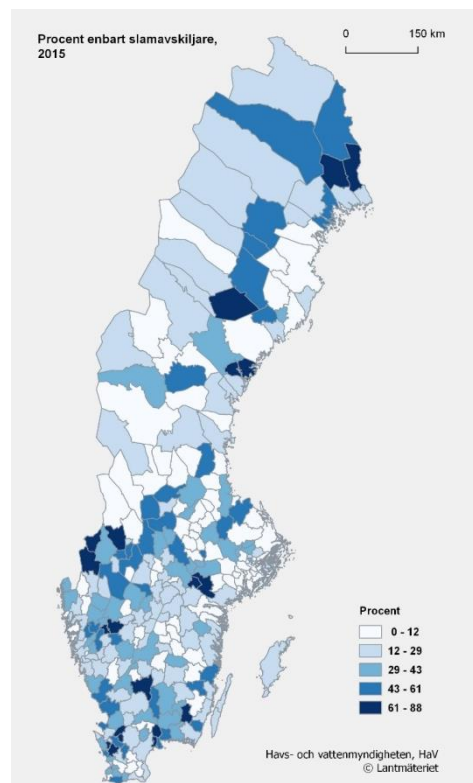 Procent enbart slamavskiljare,
2015
0 150 km
Procent
0 - 12
12 - 29
29 - 43
43 - 61
61 - 88
Havs- och vattenmyndigheten, HaV
© Lantmäteriet